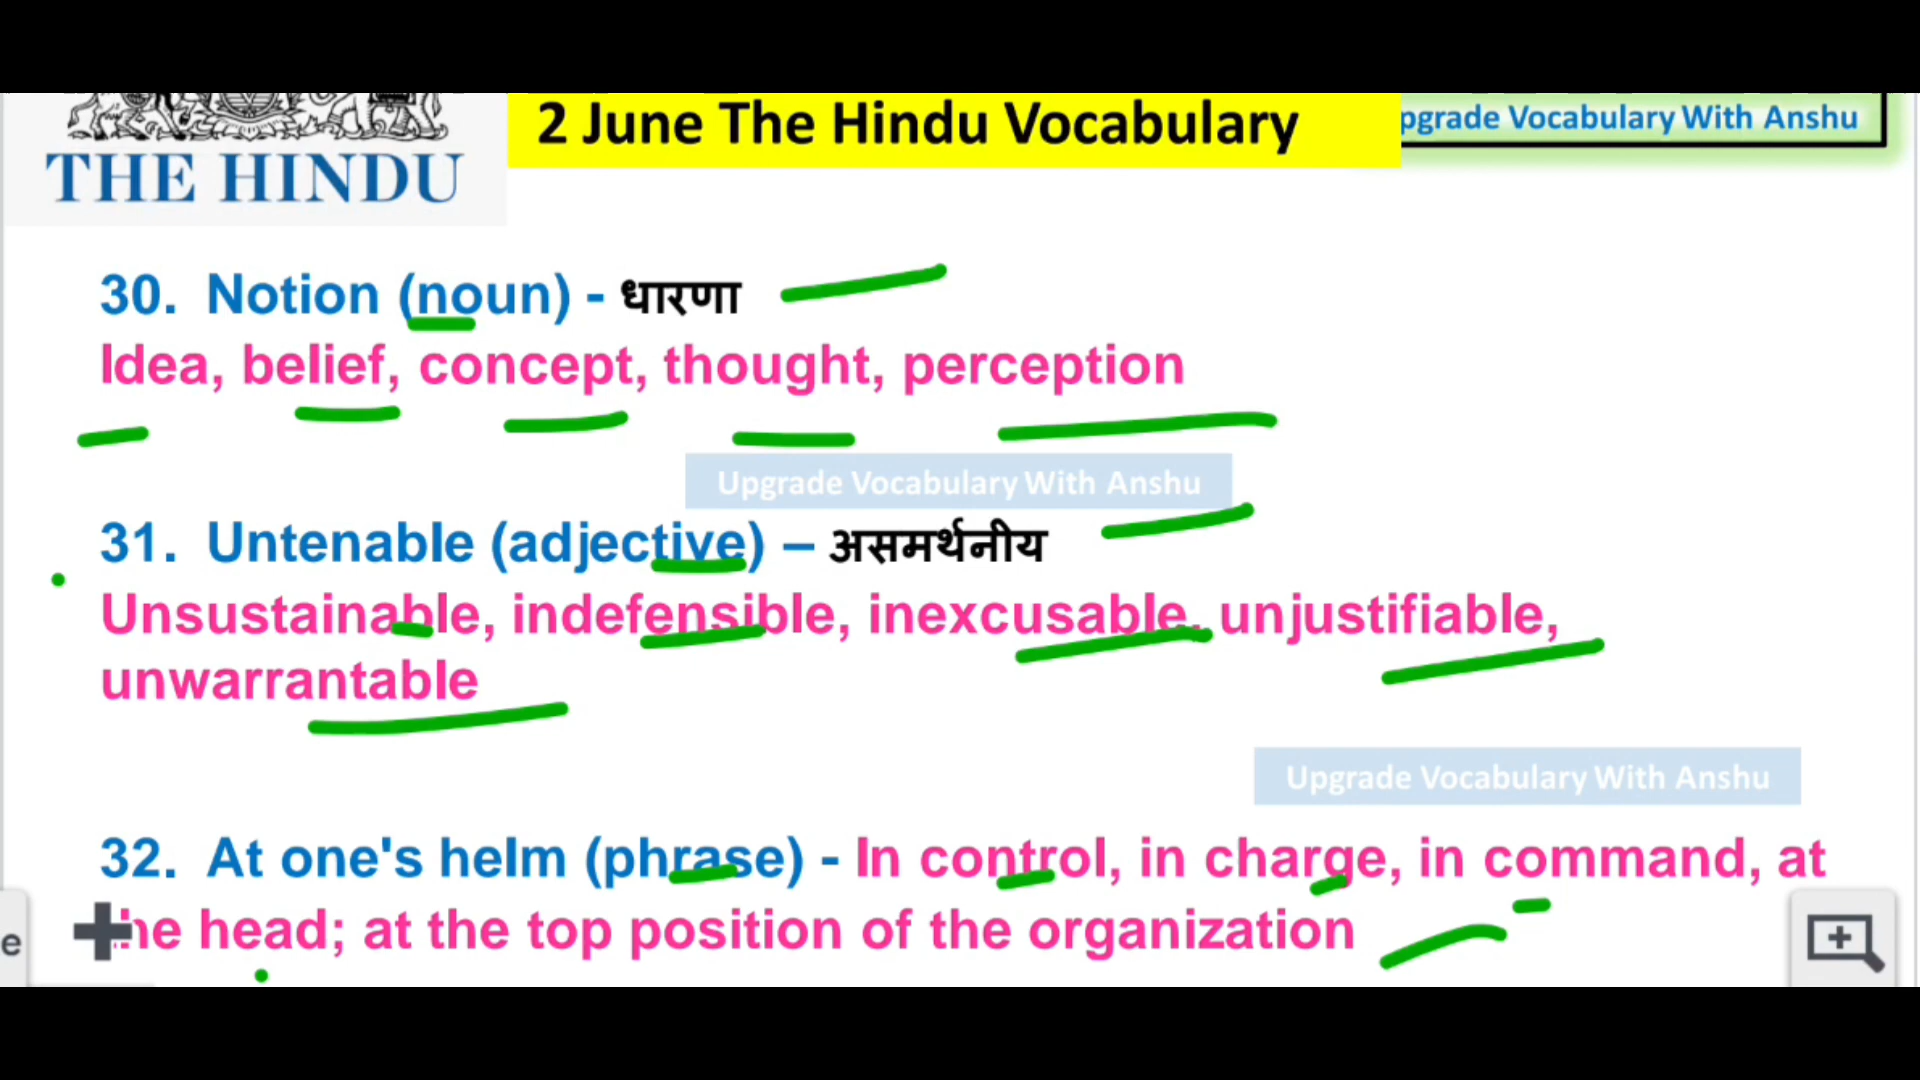 THE HINDU
2 June The Hindu Vocabulary
pgrade Vocabulary With Anshu
30. Notion (noun) - धारणा
Idea, belief, concept, thought, perception
Upgrade Vocabulary With Anshu
31. Untenable (adjective) – असमर्थनीय
Unsustainable, indefensible, inexcusable, unjustifiable,
unwarrantable
Upgrade Vocabulary With Anshu
32. At one's helm (phrase) - In control, in charge, in command, at
he head; at the top position of the organization
e